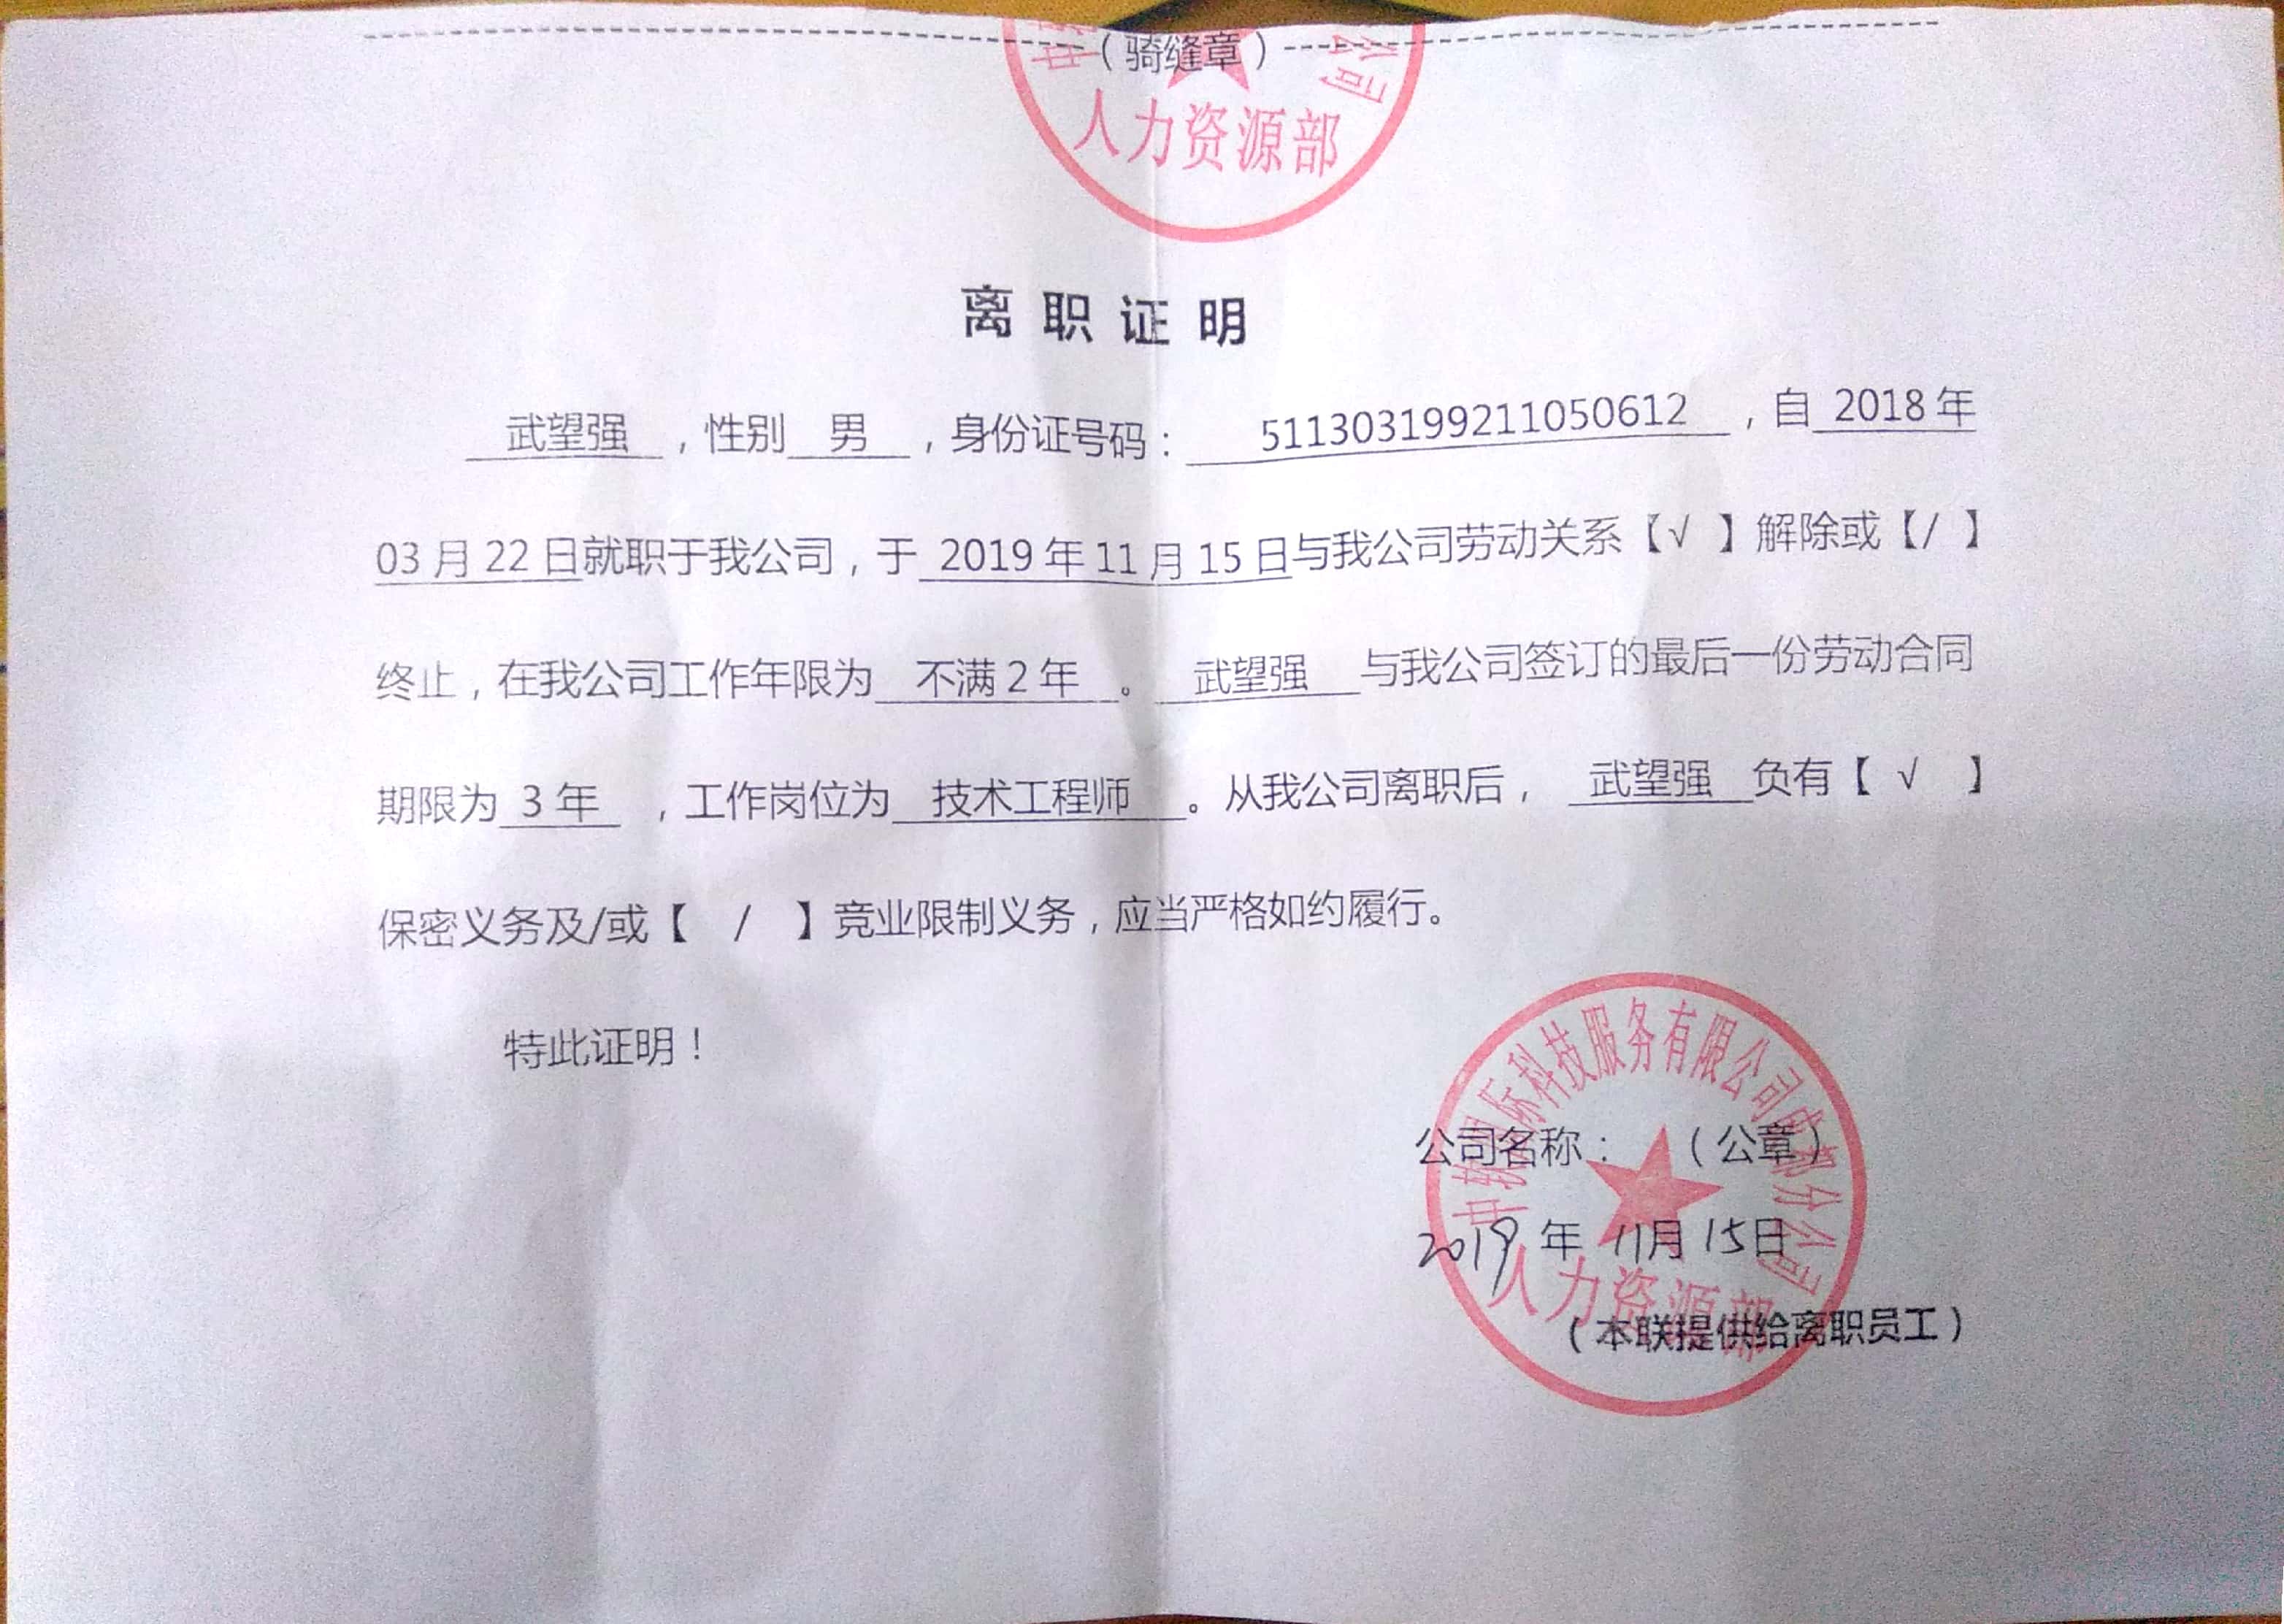 （骑缝章）
中 公司
人力资源部
离职证明
武望强，性别 男，身份证号码： 511303199211050612，自 2018 年
03 月 22 日就职于我公司，于 2019 年 11 月 15 日与我公司劳动关系【√ 】解除或【/ 】
终止，在我公司工作年限为 不满 2 年 。 武望强 与我公司签订的最后一份劳动合同
期限为 3 年 ，工作岗位为 技术工程师 。从我公司离职后， 武望强 负有【 √ 】
保密义务及/或【 / 】竞业限制义务，应当严格如约履行。
特此证明！
中软国际科技服务有限公司成都分公司
公司名称： （公章）
2019 年 11月 15日
人力资源部
（本联提供给离职员工）